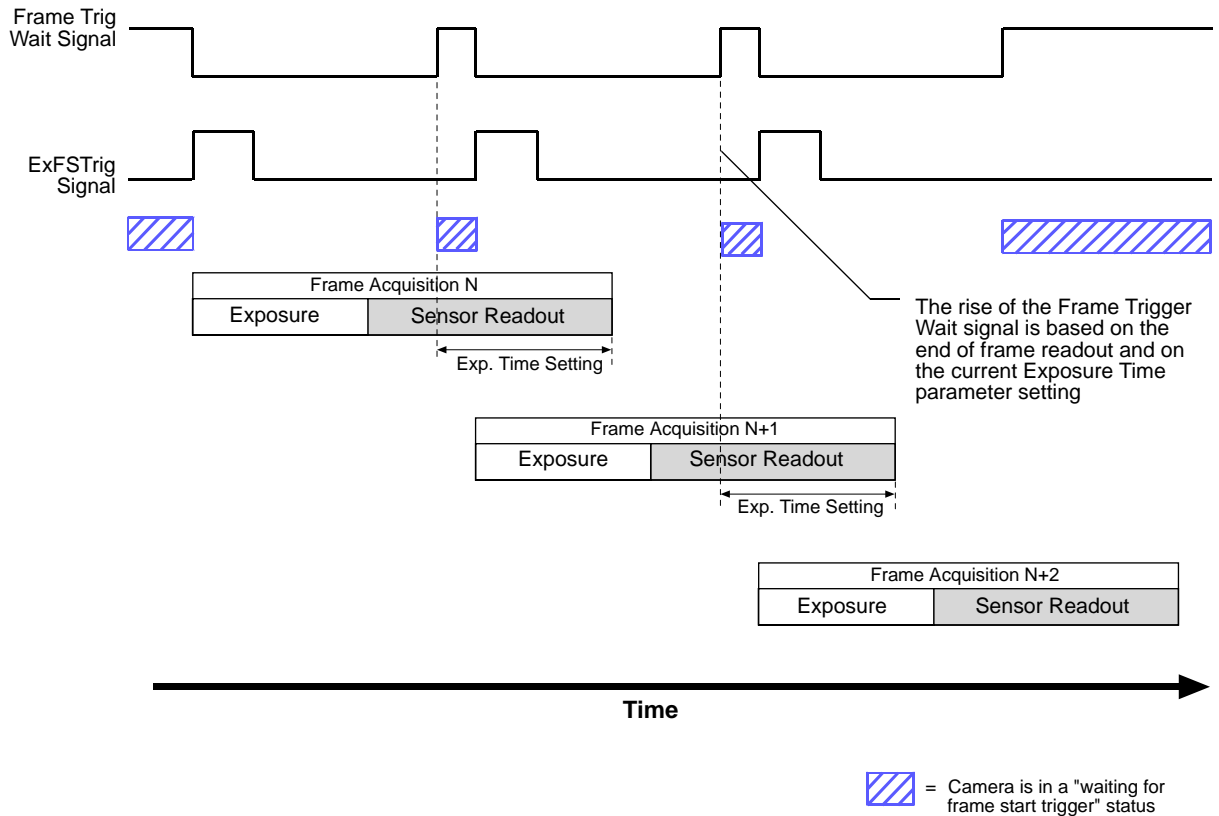 Frame Trig
Wait Signal
ExFSTrig
Signal
Frame Acquisition N
Exposure
Sensor Readout
Exp. Time Setting
The rise of the Frame Trigger
Wait signal is based on the
end of frame readout and on
the current Exposure Time
parameter setting
Frame Acquisition N+1
Exposure
Sensor Readout
Exp. Time Setting
Frame Acquisition N+2
Exposure
Sensor Readout
Time
= Camera is in a "waiting for
frame start trigger" status